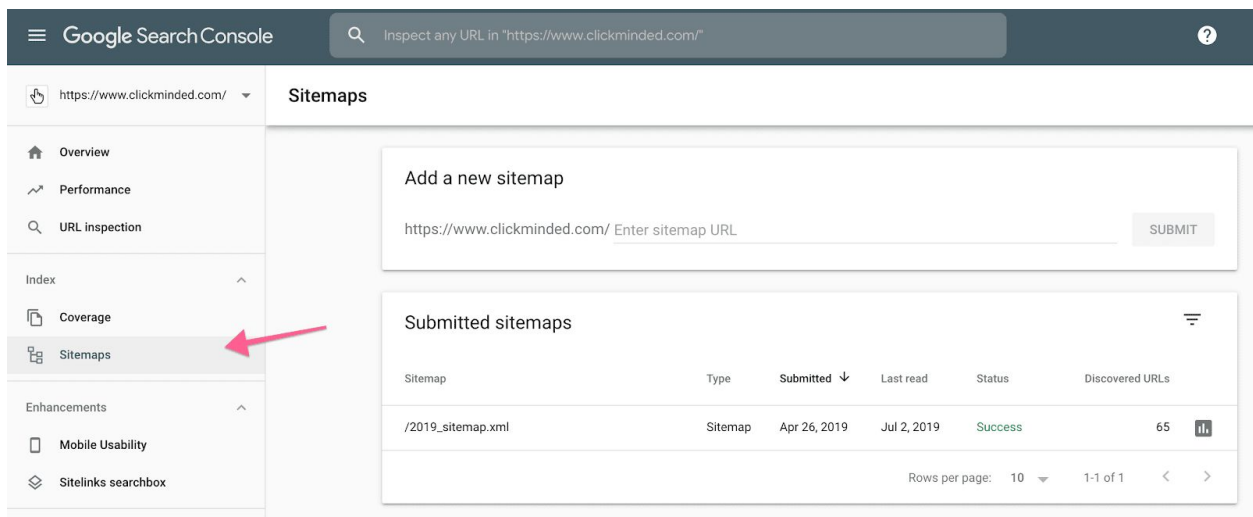 Google Search Console
Inspect any URL in "https://www.clickminded.com/"
https://www.clickminded.com/
Sitemaps
Overview
Performance
URL inspection
Index
Coverage
Sitemaps
Enhancements
Mobile Usability
Sitelinks searchbox
Add a new sitemap
https://www.clickminded.com/ Enter sitemap URL SUBMIT
Submitted sitemaps
Sitemap Type Submitted Last read Status Discovered URLs
/2019_sitemap.xml Sitemap Apr 26, 2019 Jul 2, 2019 Success 65
Rows per page: 10 1-1 of 1